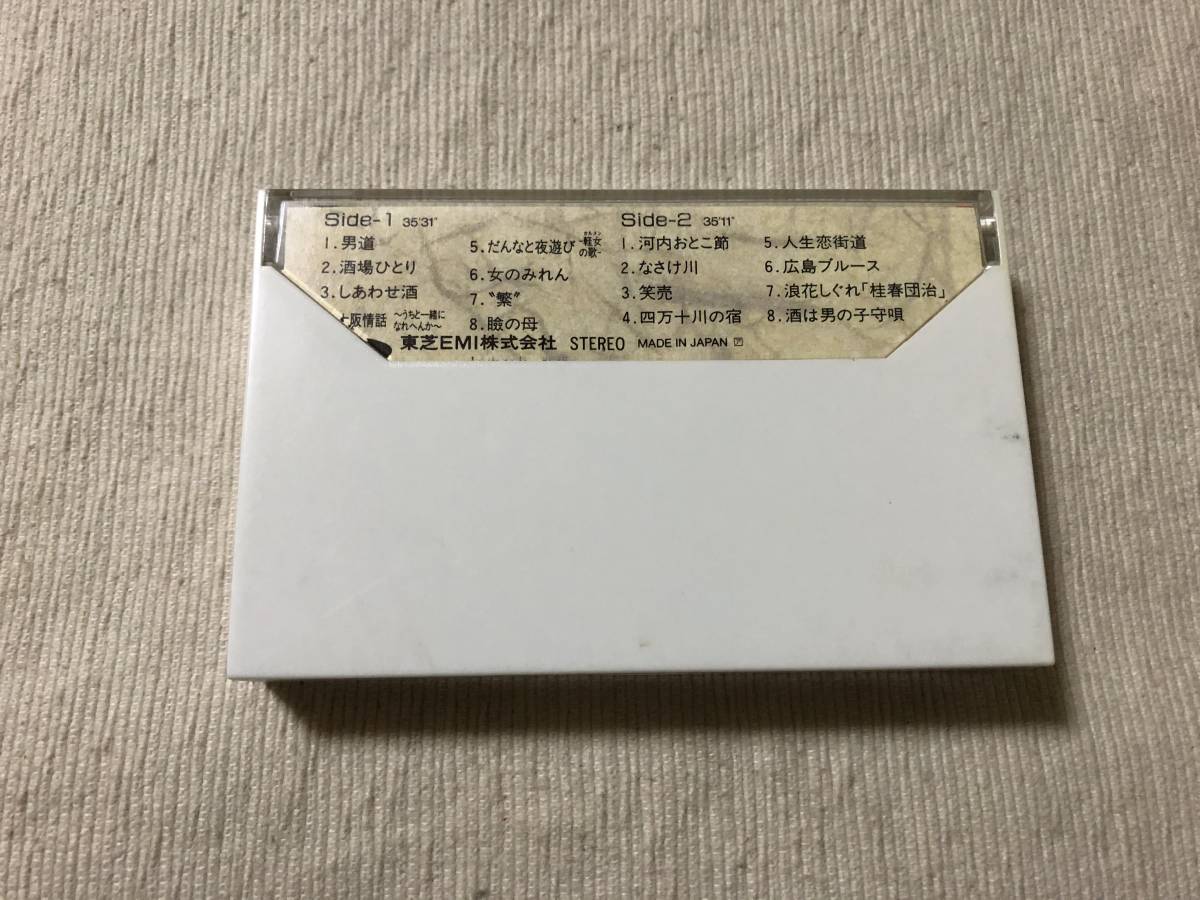 Side-1 35'31"
1.男道
2.酒場ひとり
3.しあわせ酒
大阪情話 〜うちと一緒になれへんか〜
5.だんなと夜遊び
の歌-
6.女のみれん
7.〝繁〞
8.瞼の母
Side-2 35'11"
1.河内おとこ節
2.なさけ川
3.笑売
4.四万十川の宿
5.人生恋街道
6.広島ブルース
7.浪花しぐれ「桂春団治」
8.酒は男の子守唄
東芝EMI株式会社 STEREO MADE IN JAPAN ㋐